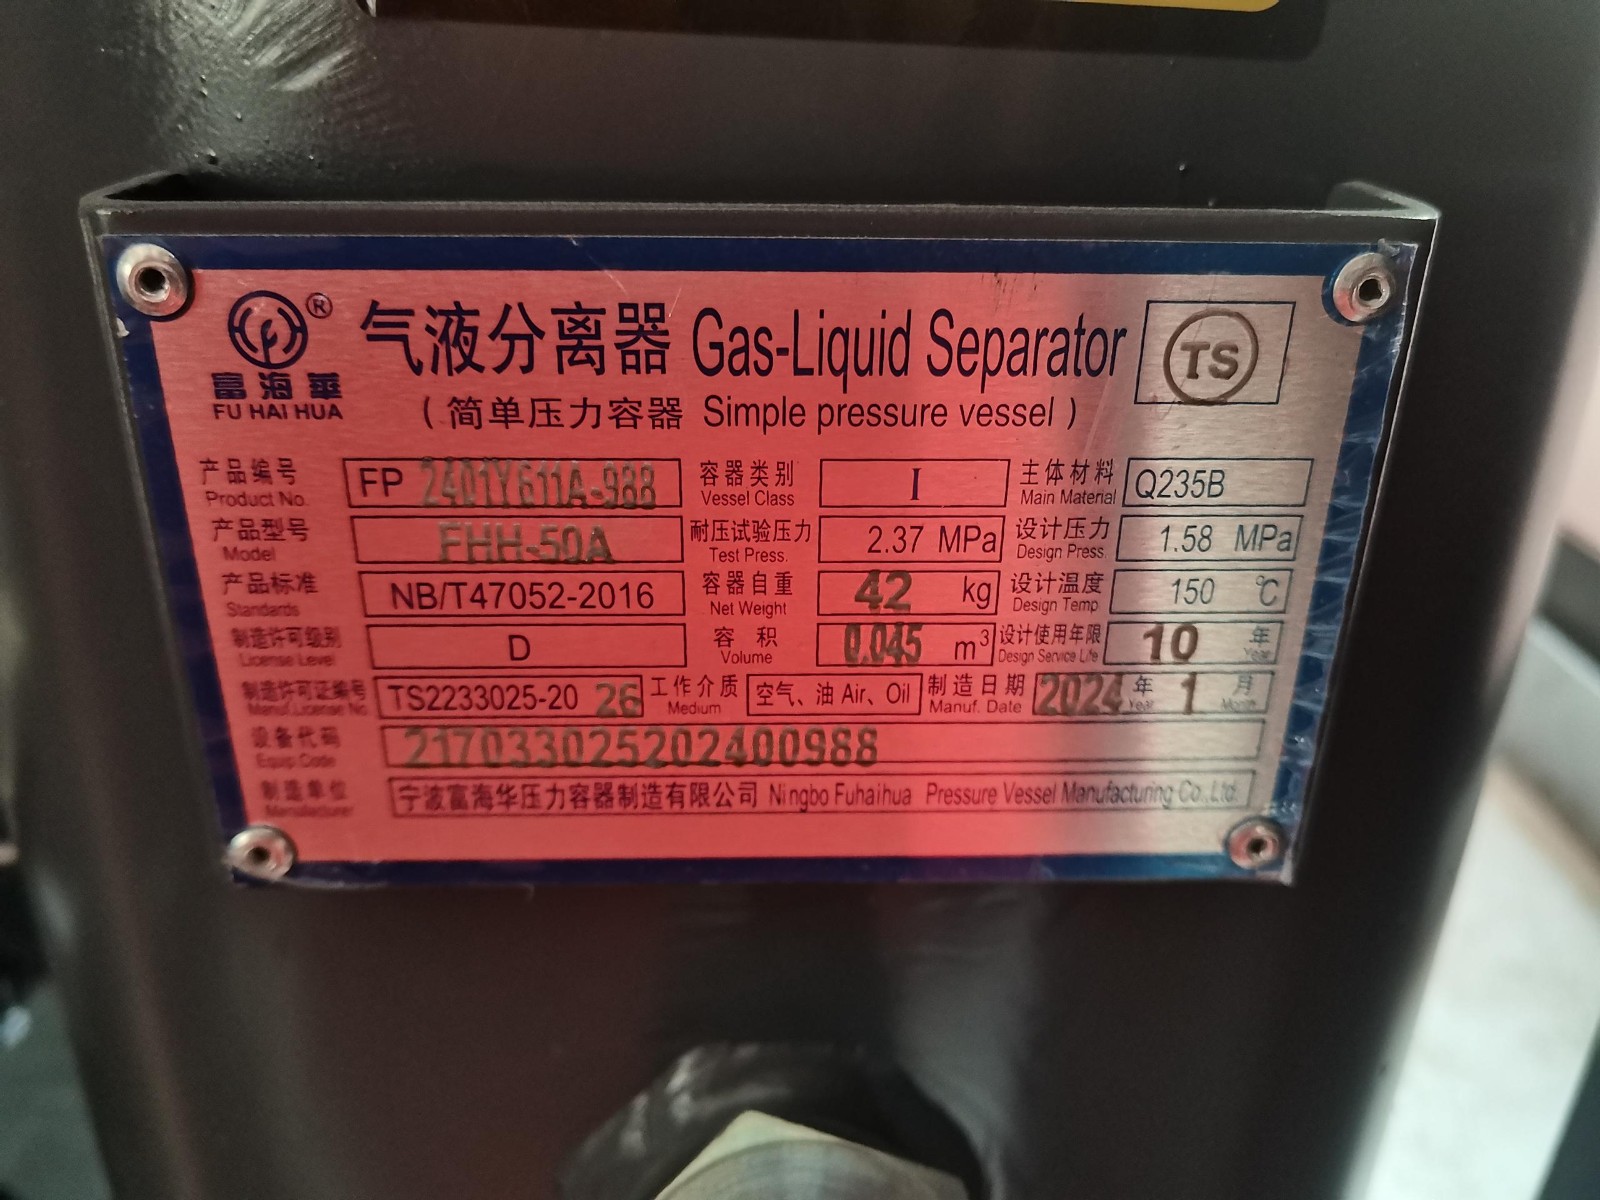 富海華®
FU HAI HUA
气液分离器 Gas-Liquid Separator TS
（简单压力容器 Simple pressure vessel）
产品编号 Product No. FP 2401Y611A-988 容器类别 Vessel Class I 主体材料 Main Material Q235B
产品型号 Model FHH-50A 耐压试验压力 Test Press. 2.37 MPa 设计压力 Design Press. 1.58 MPa
产品标准 Standards NB/T47052-2016 容器自重 Net Weight 42 kg 设计温度 Design Temp 150 ℃
制造许可级别 License Level D 容积 Volume 0.045 m³ 设计使用年限 Design Service Life 10 年 Year
制造许可证编号 Manuf.License No. TS2233025-20 26 工作介质 Medium 空气、油 Air、Oil 制造日期 Manuf. Date 2024 年 Year 1 月 Month
设备代码 Equip.Code 217033025202400988
制造单位 Manufacturer 宁波富海华压力容器制造有限公司 Ningbo Fuhaihua Pressure Vessel Manufacturing Co.,Ltd.